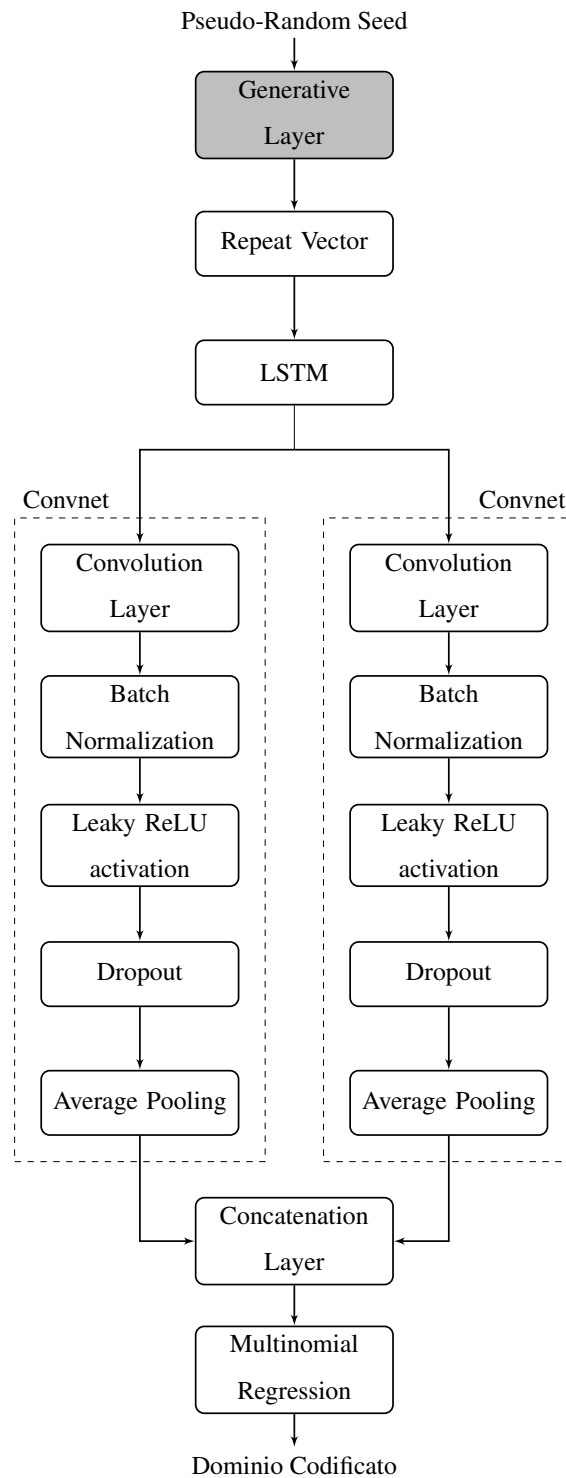 Pseudo-Random Seed
Generative
Layer
Repeat Vector
LSTM
Convnet
Convolution
Layer
Batch
Normalization
Leaky ReLU
activation
Dropout
Average Pooling
Convnet
Convolution
Layer
Batch
Normalization
Leaky ReLU
activation
Dropout
Average Pooling
Concatenation
Layer
Multinomial
Regression
Dominio Codificato